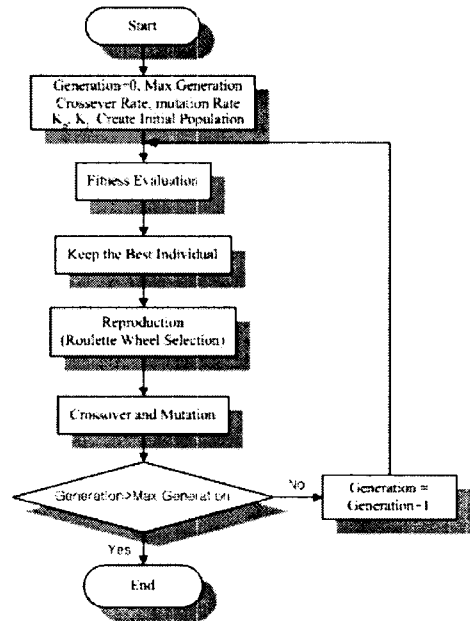 Start
Generation=0, Max Generation
Crossever Rate, mutation Rate
Create Initial Population
Fitness Evaluation
Keep the Best Individual
Reproduction
(Roulette Wheel Selection)
Crossover and Mutation
Generation>Max Generation
No
Generation =
Generation+1
Yes
End